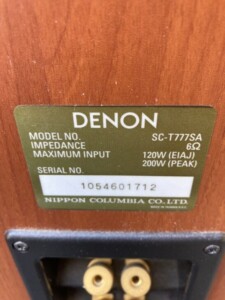 DENON
MODEL NO. SC-T777SA
IMPEDANCE 6Ω
MAXIMUM INPUT 120W (EIAJ)
200W (PEAK)
SERIAL NO.
1054601712
NIPPON COLUMBIA CO., LTD.